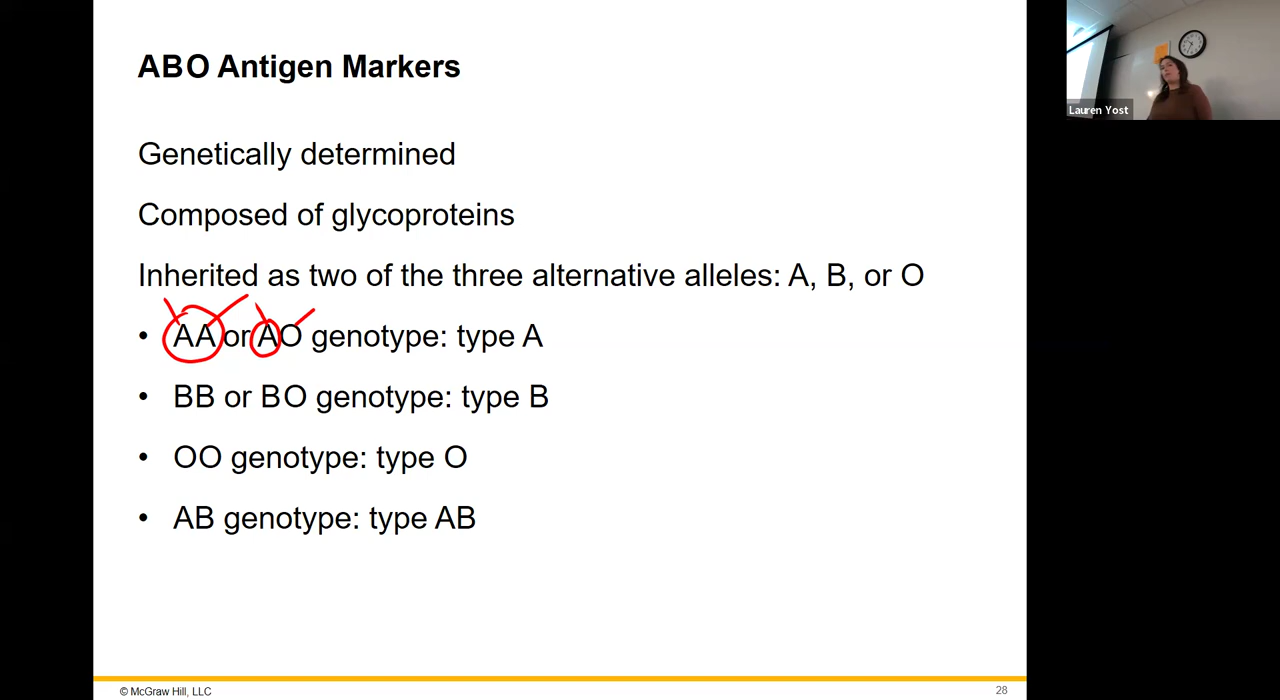 ABO Antigen Markers
Genetically determined
Composed of glycoproteins
Inherited as two of the three alternative alleles: A, B, or O
• AA or AO genotype: type A
• BB or BO genotype: type B
• OO genotype: type O
• AB genotype: type AB
© McGraw Hill, LLC
28
Lauren Yost